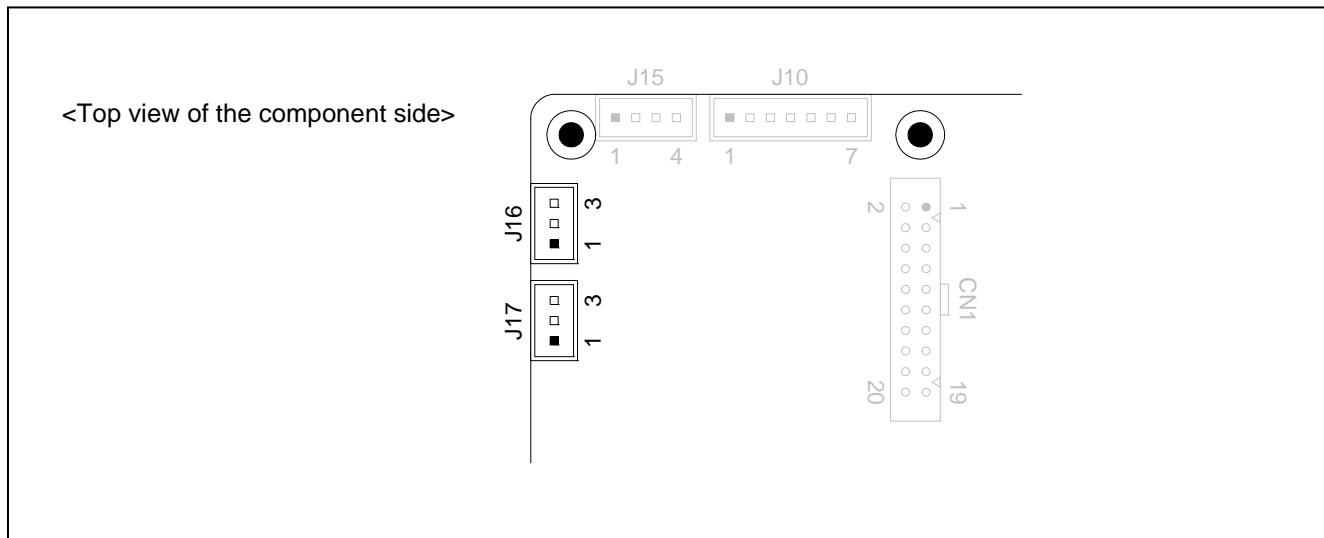 J15 J10
<Top view of the component side>
1 4 1 7
J16 3 1
2 1
CN1
J17 3 1
20 19